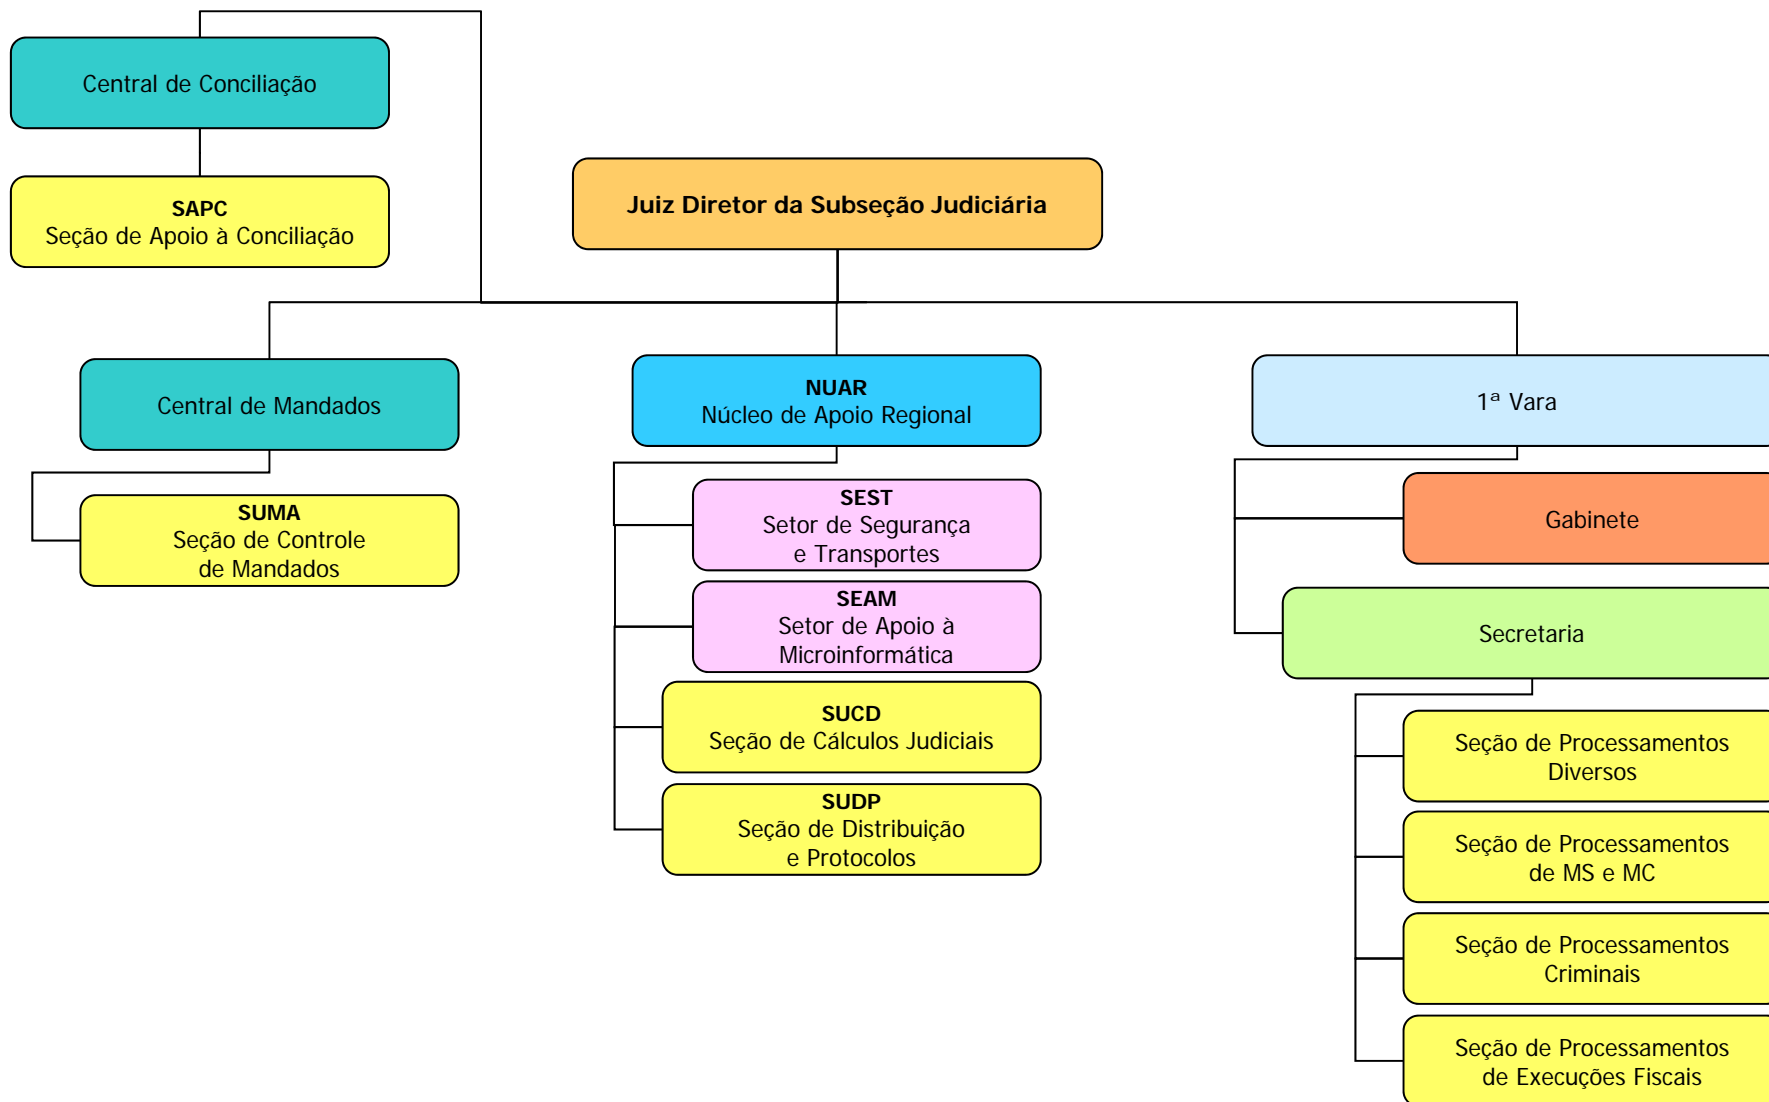 Central de Conciliação
SAPC
Seção de Apoio à Conciliação
Juiz Diretor da Subseção Judiciária
Central de Mandados
SUMA
Seção de Controle
de Mandados
NUAR
Núcleo de Apoio Regional
SEST
Setor de Segurança
e Transportes
SEAM
Setor de Apoio à
Microinformática
SUCD
Seção de Cálculos Judiciais
SUDP
Seção de Distribuição
e Protocolos
1ª Vara
Gabinete
Secretaria
Seção de Processamentos
Diversos
Seção de Processamentos
de MS e MC
Seção de Processamentos
Criminais
Seção de Processamentos
de Execuções Fiscais